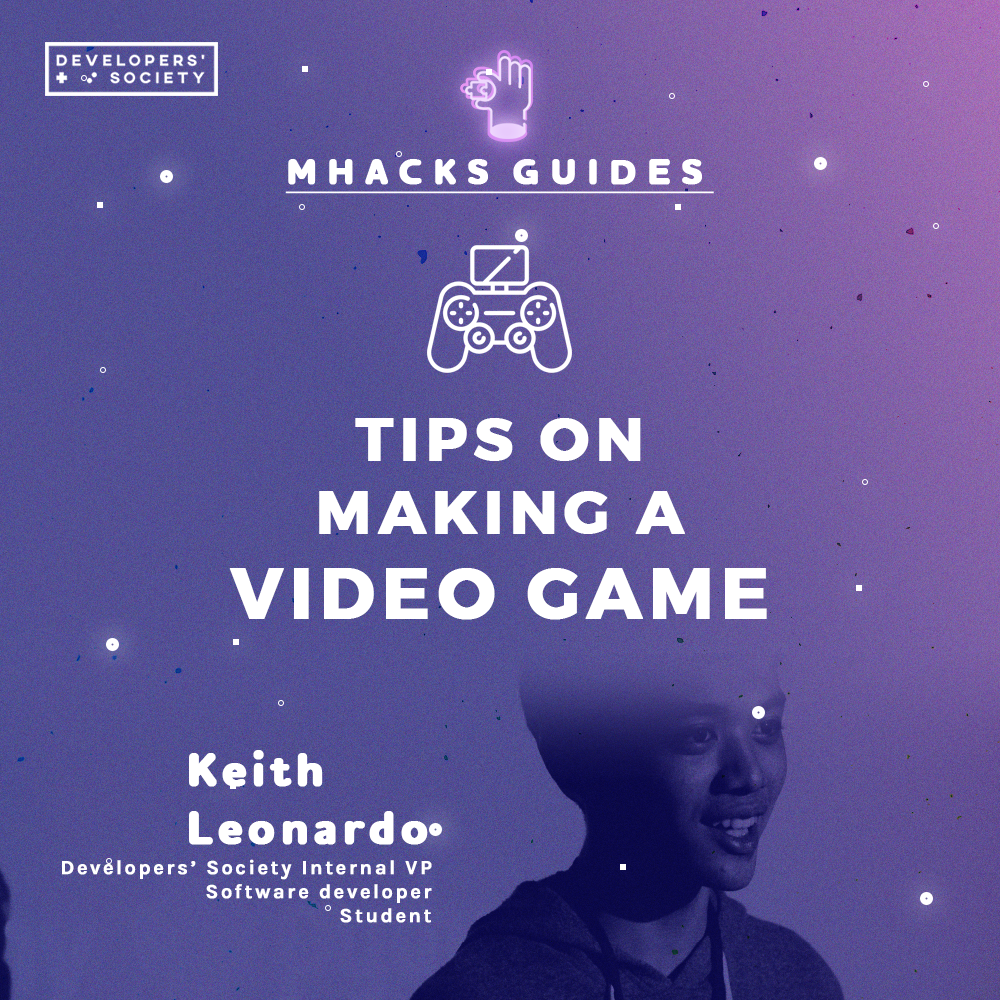 DEVELOPERS'
SOCIETY
MHACKS GUIDES
TIPS ON
MAKING A
VIDEO GAME
Keith
Leonardo
Developers’ Society Internal VP
Software developer
Student